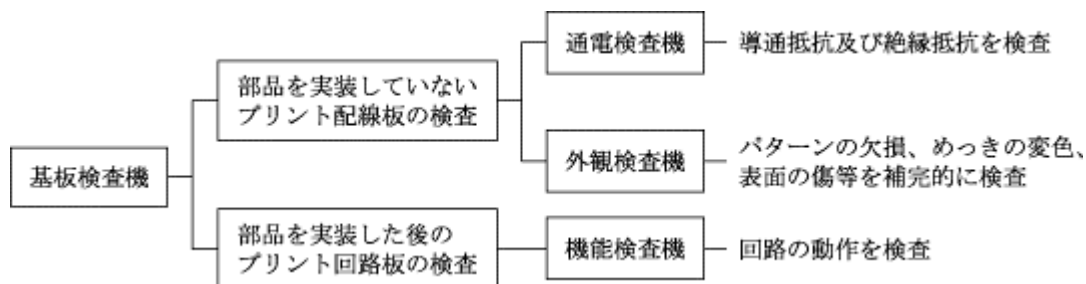 基板検査機
部品を実装していない
プリント配線板の検査
通電検査機
導通抵抗及び絶縁抵抗を検査
外観検査機
パターンの欠損、めっきの変色、
表面の傷等を補完的に検査
部品を実装した後の
プリント回路板の検査
機能検査機
回路の動作を検査